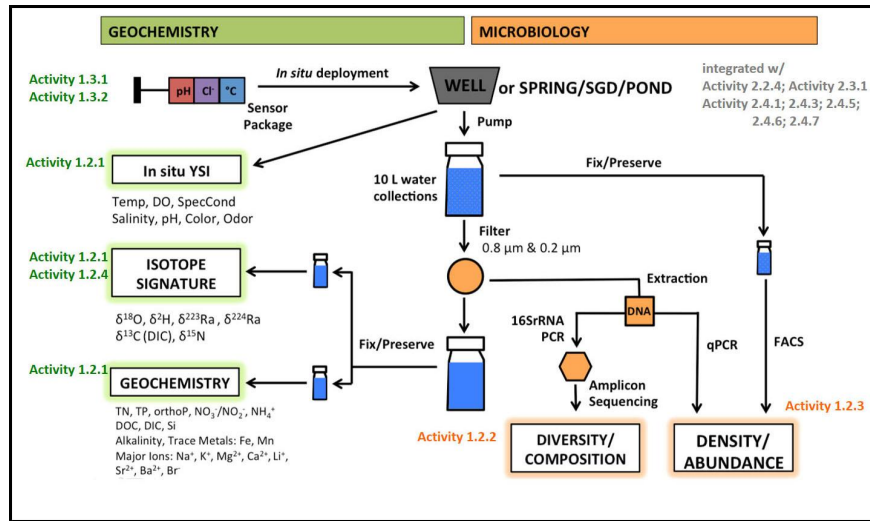 GEOCHEMISTRY
MICROBIOLOGY
Activity 1.3.1
Activity 1.3.2
pH
Cl⁻
°C
Sensor
Package
In situ deployment
WELL
or SPRING/SGD/POND
integrated w/
Activity 2.2.4; Activity 2.3.1
Activity 2.4.1; 2.4.3; 2.4.5;
2.4.6; 2.4.7
Pump
Activity 1.2.1
In situ YSI
Temp, DO, SpecCond
Salinity, pH, Color, Odor
10 L water
collections
Fix/Preserve
Filter
0.8 µm & 0.2 µm
Activity 1.2.1
Activity 1.2.4
ISOTOPE
SIGNATURE
δ¹⁸O, δ²H, δ²²³Ra , δ²²⁴Ra
δ¹³C (DIC), δ¹⁵N
Extraction
DNA
16SrRNA
PCR
qPCR
FACS
Fix/Preserve
Activity 1.2.1
GEOCHEMISTRY
TN, TP, orthoP, NO₃⁻/NO₂⁻, NH₄⁺
DOC, DIC, Si
Alkalinity, Trace Metals: Fe, Mn
Major Ions: Na⁺, K⁺, Mg²⁺, Ca²⁺, Li⁺,
Sr²⁺, Ba²⁺, Br⁻
Amplicon
Sequencing
Activity 1.2.2
DIVERSITY/
COMPOSITION
Activity 1.2.3
DENSITY/
ABUNDANCE